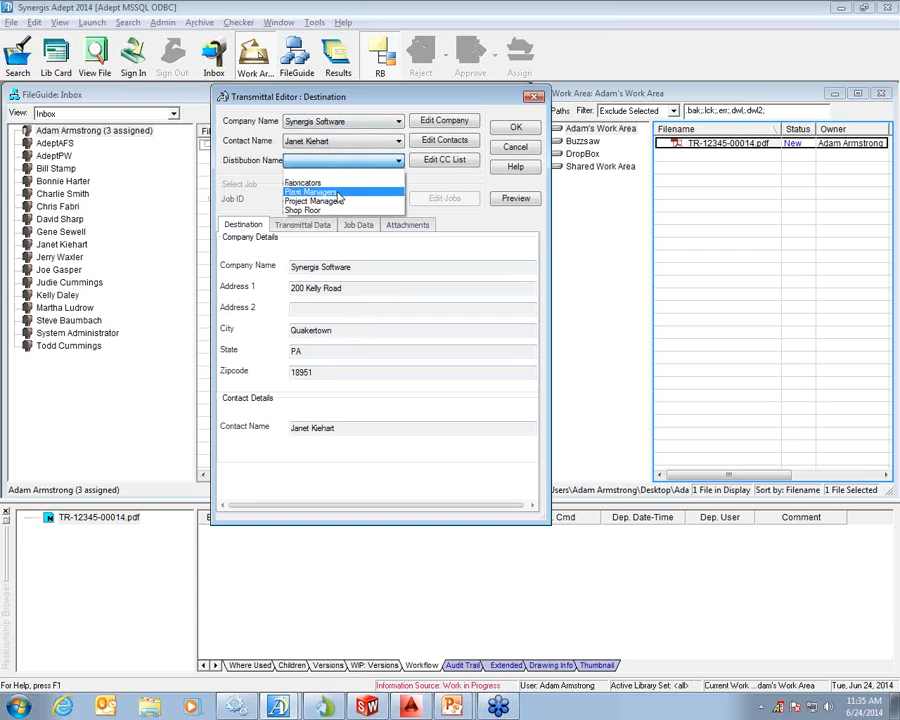 Synergis Adept 2014 [Adept MSSQL ODBC]
File Edit View Launch Search Admin Archive Checker Window Tools Help
Search Lib Card View File Sign In Sign Out Inbox Work Ar... FileGuide Results RB Reject Approve Assign
FileGuide: Inbox
View: Inbox
Adam Armstrong (3 assigned)
AdeptAFS
AdeptPW
Bill Stamp
Bonnie Harter
Charlie Smith
Chris Fabri
David Sharp
Gene Sewell
Janet Kiehart
Jerry Waxler
Joe Gasper
Judie Cummings
Kelly Daley
Martha Ludrow
Steve Baumbach
System Administrator
Todd Cummings
Adam Armstrong (3 assigned)
Transmittal Editor : Destination
Company Name Synergis Software Edit Company OK
Contact Name Janet Kiehart Edit Contacts Cancel
Distibution Name Edit CC List Help
Fabricators
Plant Managers
Project Managers
Shop Floor
Select Job
Job ID Edit Jobs Preview
Destination Transmittal Data Job Data Attachments
Company Details
Company Name Synergis Software
Address 1 200 Kelly Road
Address 2
City Quakertown
State PA
Zipcode 18951
Contact Details
Contact Name Janet Kiehart
Work Area: Adam's Work Area
Paths Filter: Exclude Selected .bak;.lck;.err;.dwl;.dwl2;
Adam's Work Area
Buzzsaw
DropBox
Shared Work Area
Filename Status Owner
TR-12345-00014.pdf New Adam Armstrong
Users\Adam Armstrong\Desktop\Ada 1 File in Display Sort by: Filename 1 File Selected
Relationship Browser
TR-12345-00014.pdf
Cmd Dep. Date-Time Dep. User Comment
Where Used Children Versions WIP: Versions Workflow Audit Trail Extended Drawing Info Thumbnail
For Help, press F1 Information Source: Work in Progress User: Adam Armstrong Active Library Set: <all> Current Work ...dam's Work Area Tue, Jun 24, 2014
11:35 AM
6/24/2014